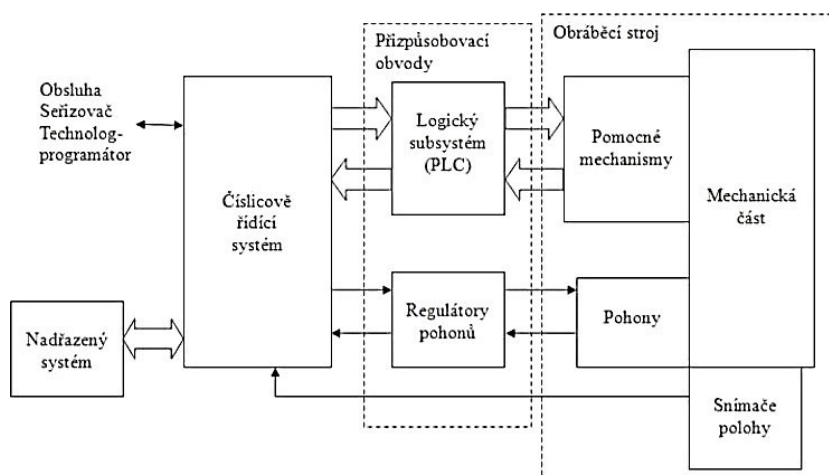 Přizpůsobovací
obvody
Obráběcí stroj
Obsluha
Seřizovač
Technolog-
programátor
Číslicově
řídící
systém
Logický
subsystém
(PLC)
Pomocné
mechanismy
Mechanická
část
Nadřazený
systém
Regulátory
pohonů
Pohony
Snímače
polohy